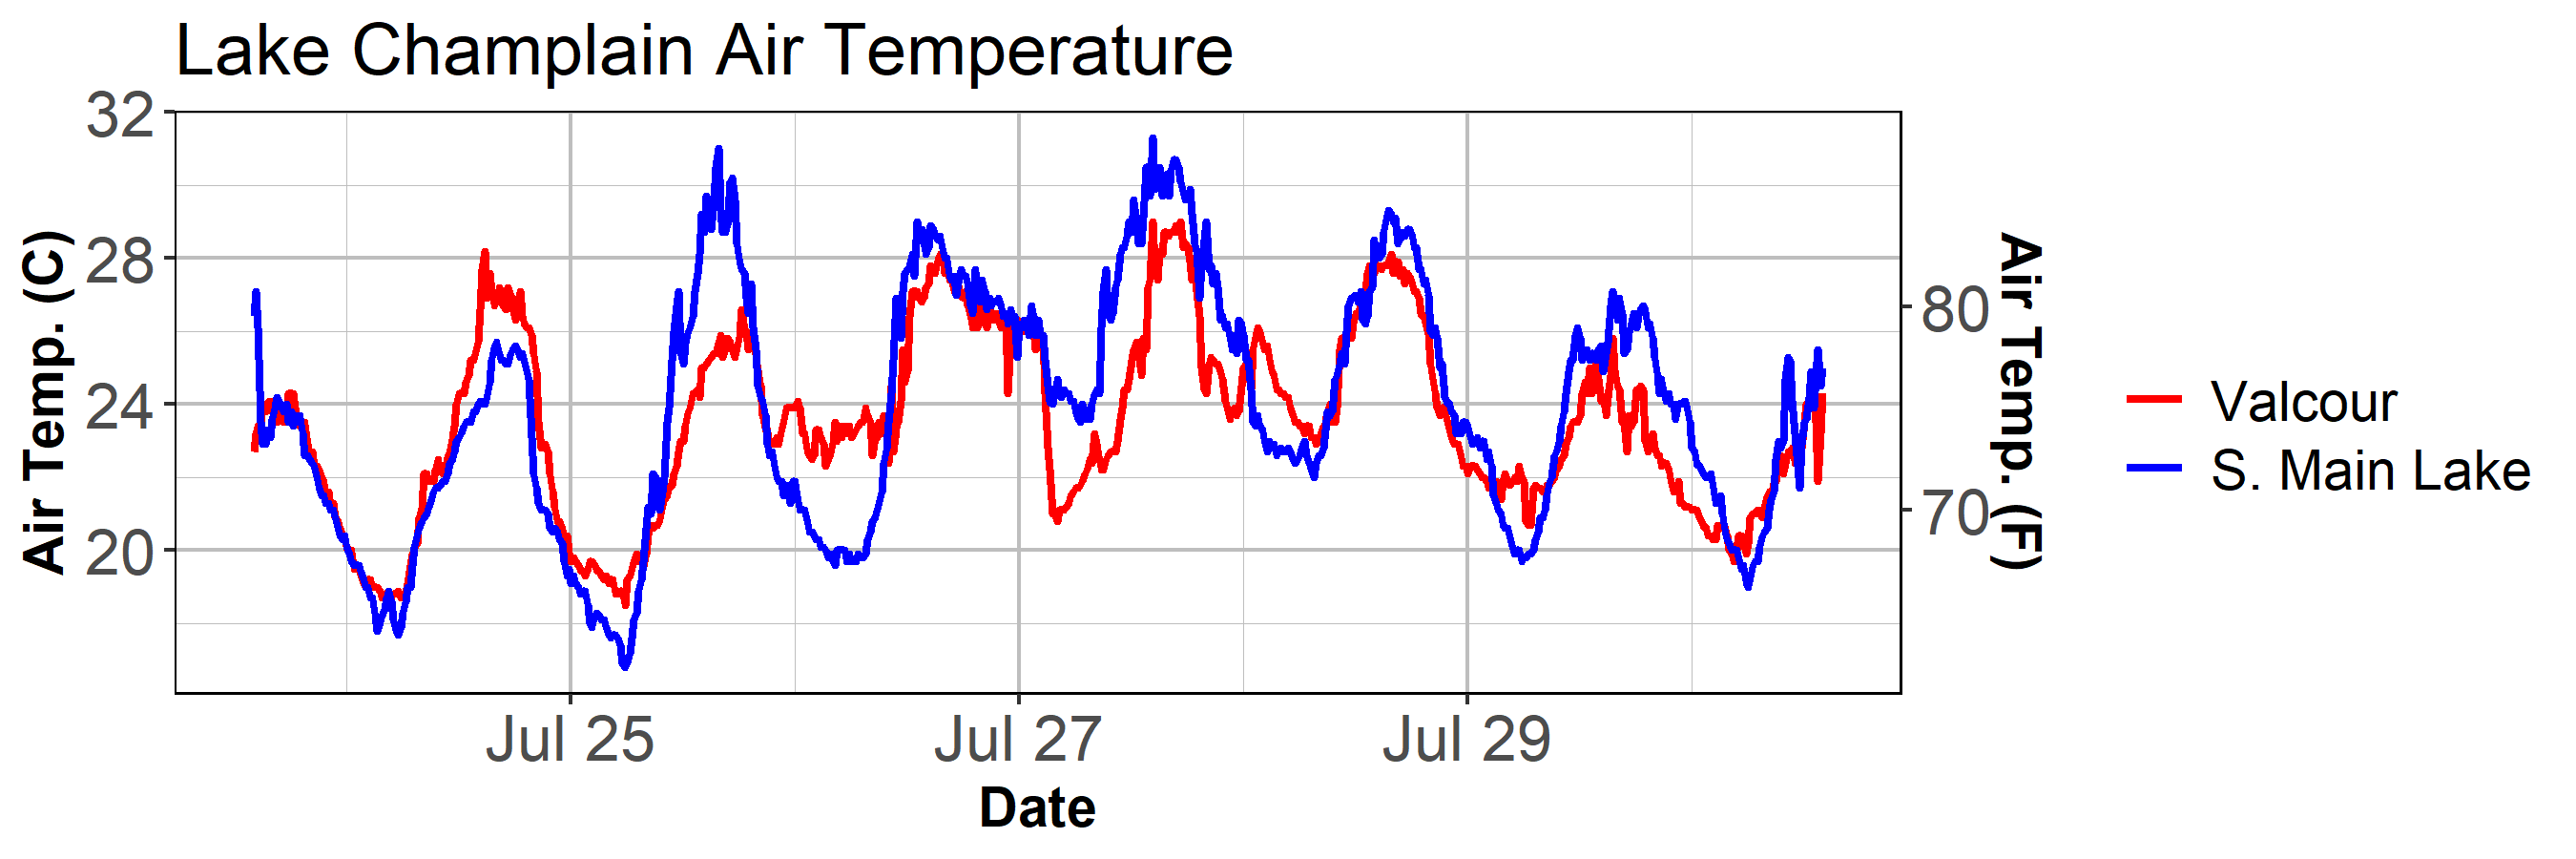 Lake Champlain Air Temperature
Air Temp. (C)
32
28
24
20
Air Temp. (F)
80
70
Jul 25
Jul 27
Jul 29
Date
Valcour
S. Main Lake